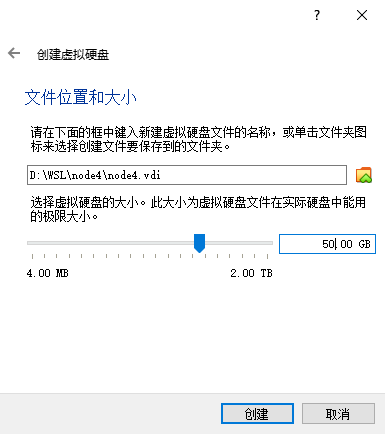 ?
创建虚拟硬盘
文件位置和大小
请在下面的框中键入新建虚拟硬盘文件的名称，或单击文件夹图
标来选择创建文件要保存到的文件夹。
D:\WSL\node4\node4.vdi
选择虚拟硬盘的大小。此大小为虚拟硬盘文件在实际硬盘中能用
的极限大小。
50.00 GB
4.00 MB 2.00 TB
创建 取消